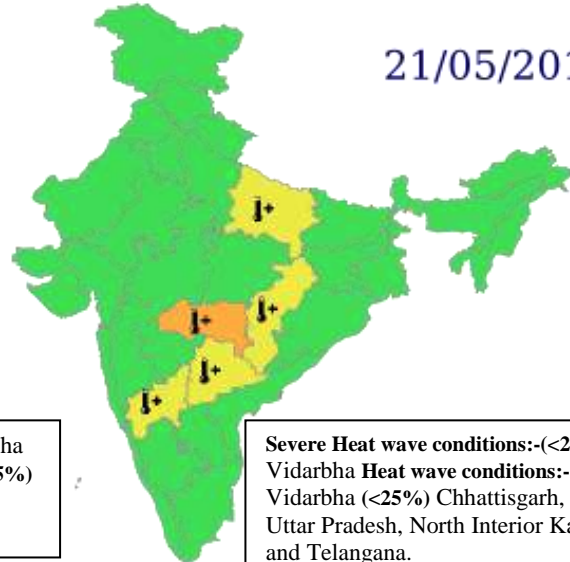 21/05/201
ha
5%)
Severe Heat wave conditions:-(<2
Vidarbha Heat wave conditions:-
Vidarbha (<25%) Chhattisgarh,
Uttar Pradesh, North Interior Ka
and Telangana.